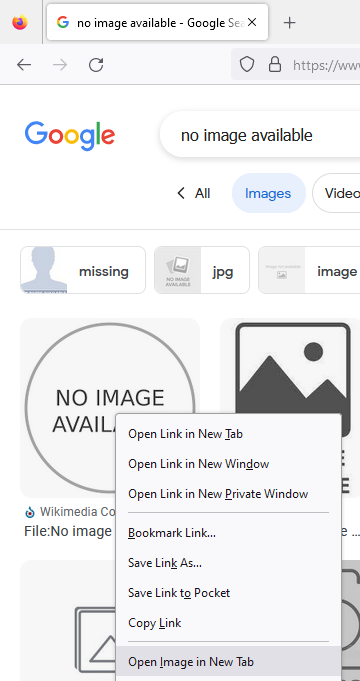 no image available - Google Sea
https://www
Google
no image available
All
Images
Video
missing
NO IMAGE
AVAILABLE
jpg
image
NO IMAGE
Wikimedia Co
File:No image
Open Link in New Tab
Open Link in New Window
Open Link in New Private Window
Bookmark Link...
Save Link As...
Save Link to Pocket
Copy Link
Open Image in New Tab